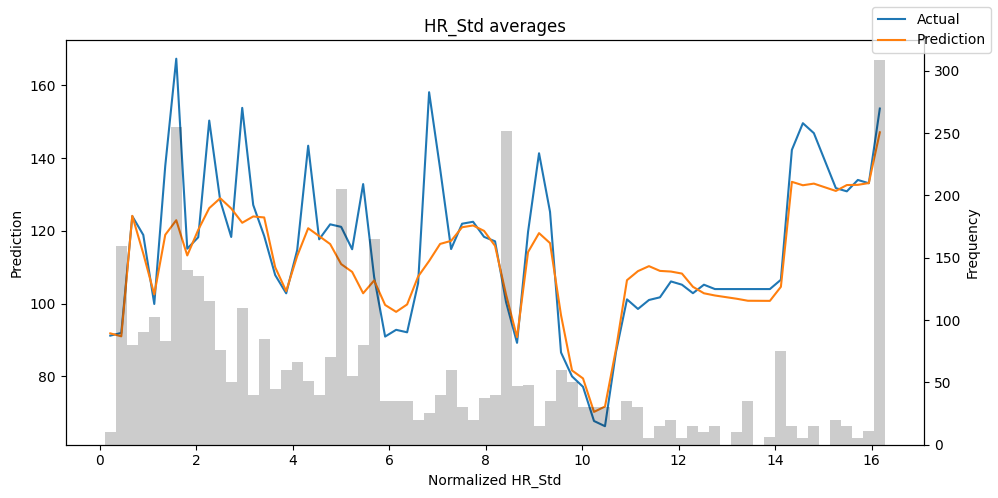 HR_Std averages
Actual
Prediction
160
140
120
100
80
Prediction
300
250
200
150
100
50
0
Frequency
0 2 4 6 8 10 12 14 16
Normalized HR_Std